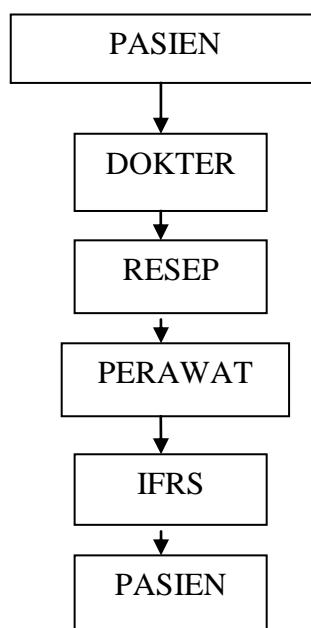 PASIEN
DOKTER
RESEP
PERAWAT
IFRS
PASIEN